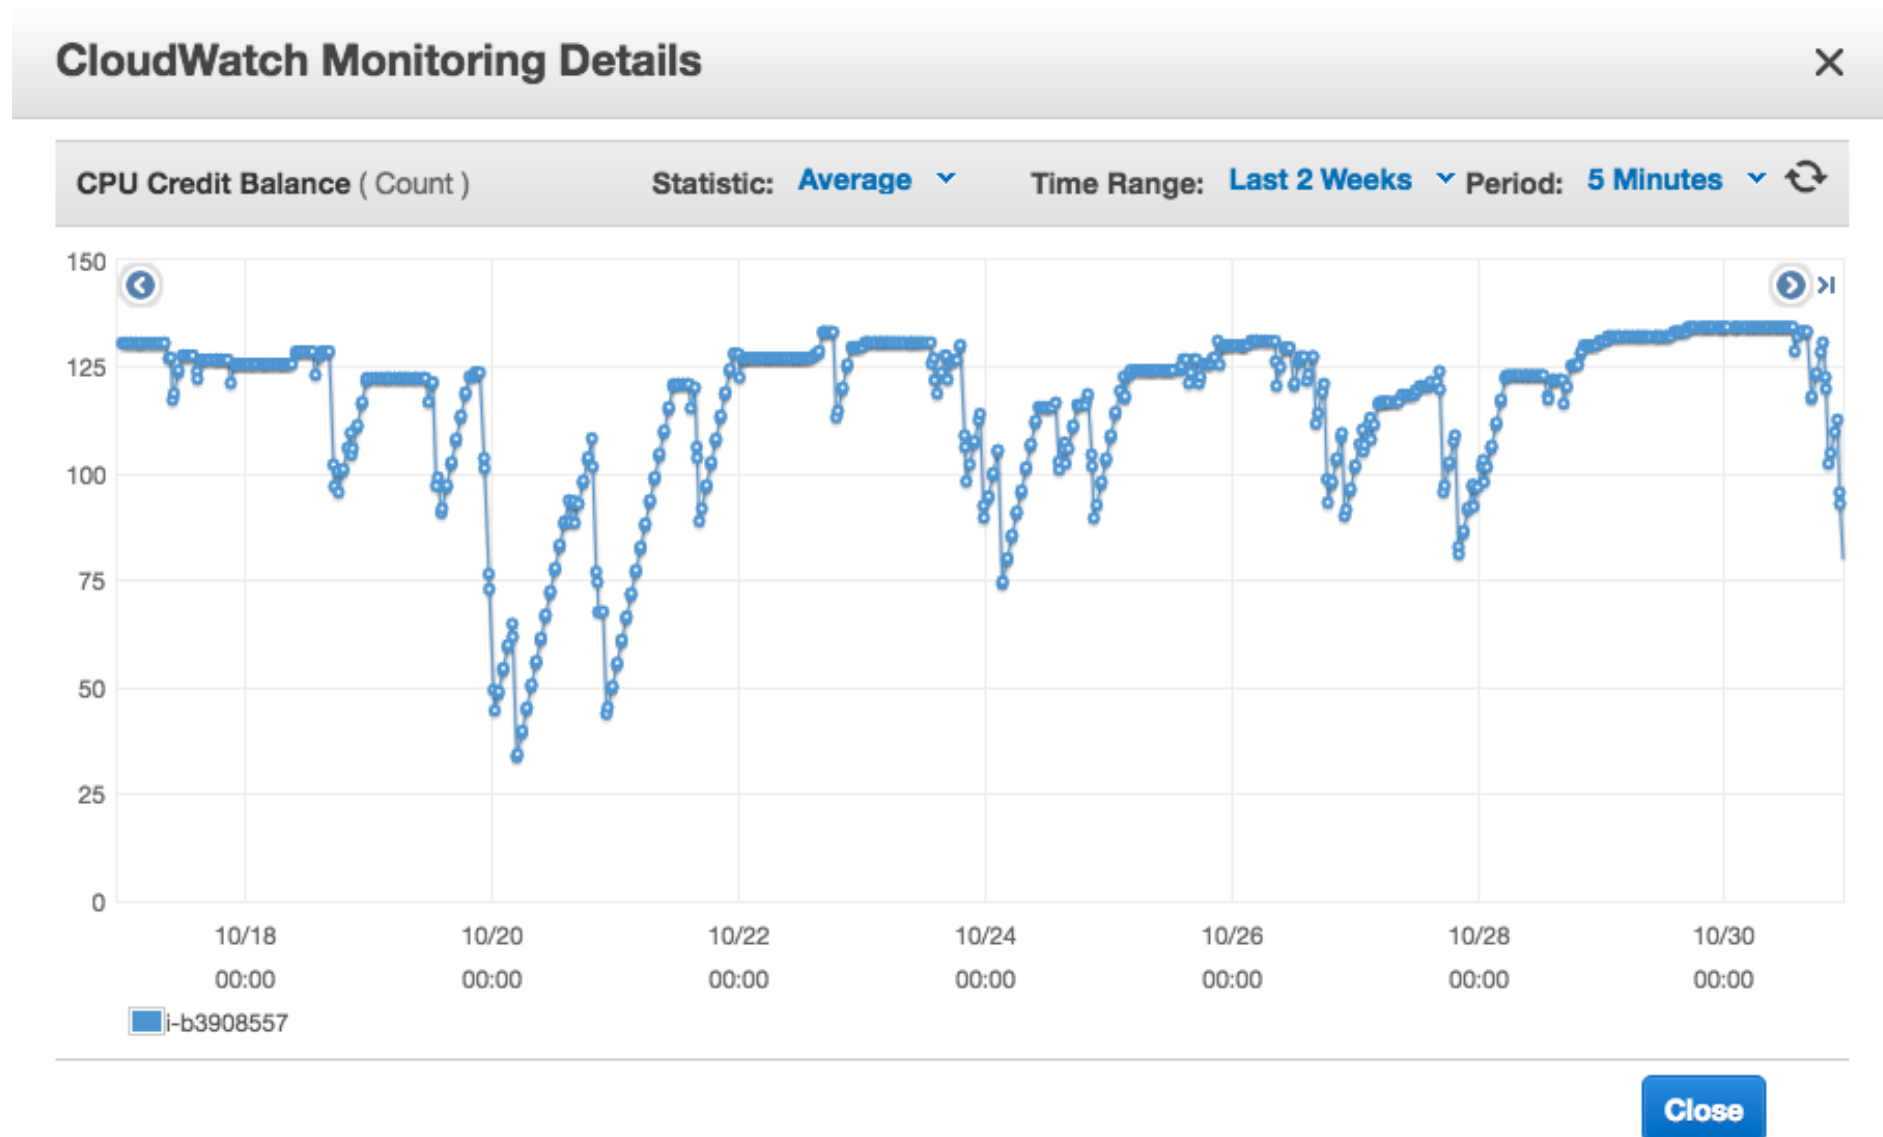 CloudWatch Monitoring Details
CPU Credit Balance ( Count ) Statistic: Average Time Range: Last 2 Weeks Period: 5 Minutes
150
125
100
75
50
25
0
10/18 10/20 10/22 10/24 10/26 10/28 10/30
00:00 00:00 00:00 00:00 00:00 00:00 00:00
i-b3908557
Close